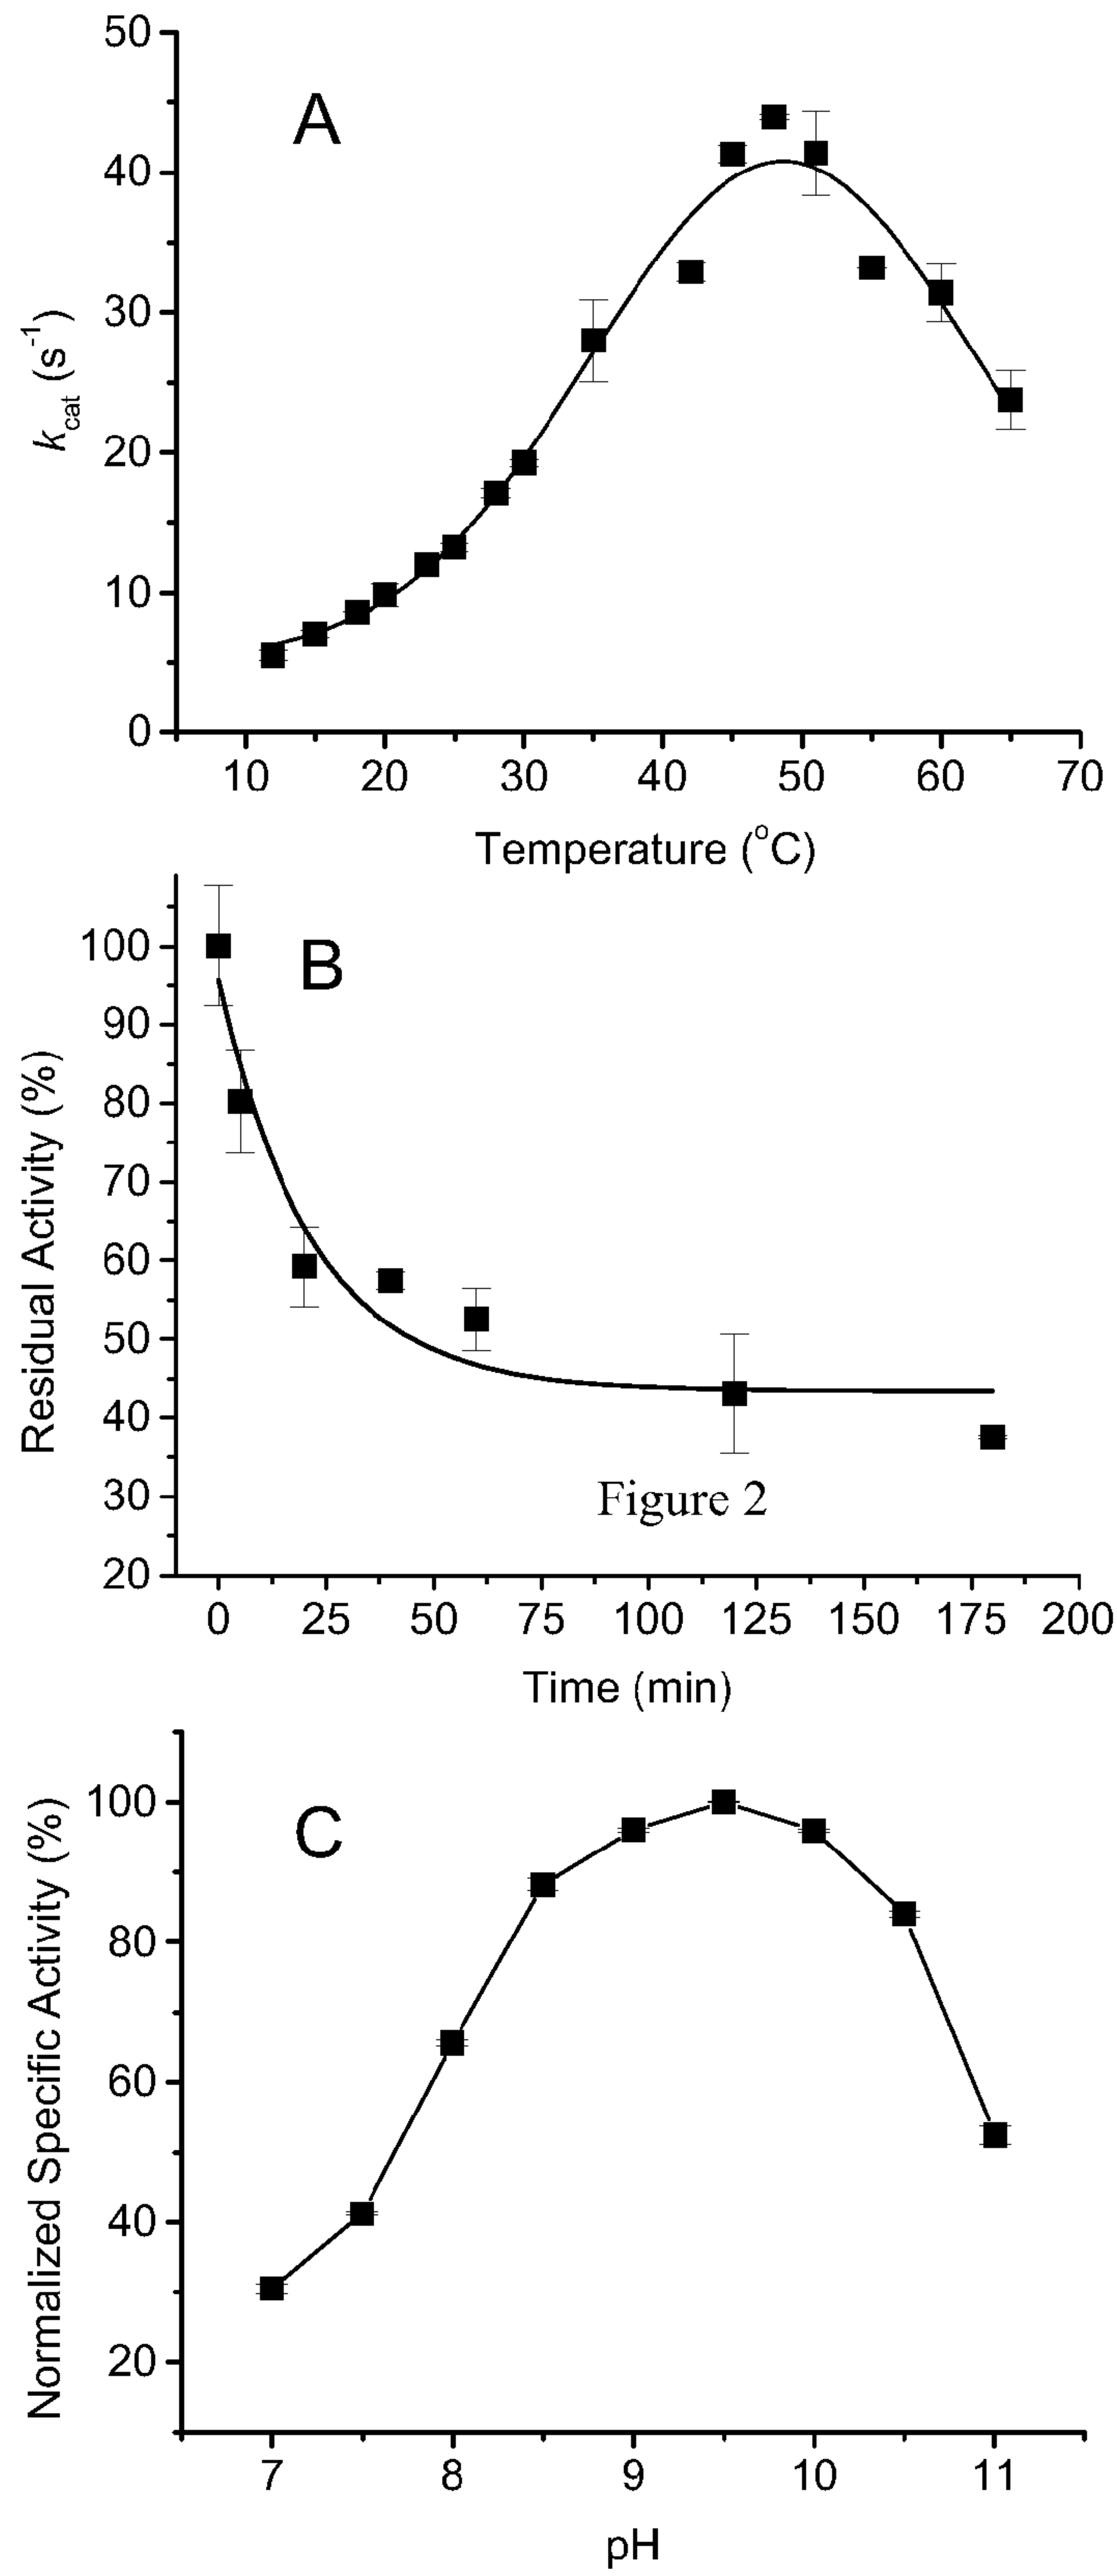 A
50
40
30
20
10
0
kcat (s-1)
10 20 30 40 50 60 70
Temperature (oC)
B
100
90
80
70
60
50
40
30
20
Residual Activity (%)
Figure 2
0 25 50 75 100 125 150 175 200
Time (min)
C
100
80
60
40
20
Normalized Specific Activity (%)
7 8 9 10 11
pH